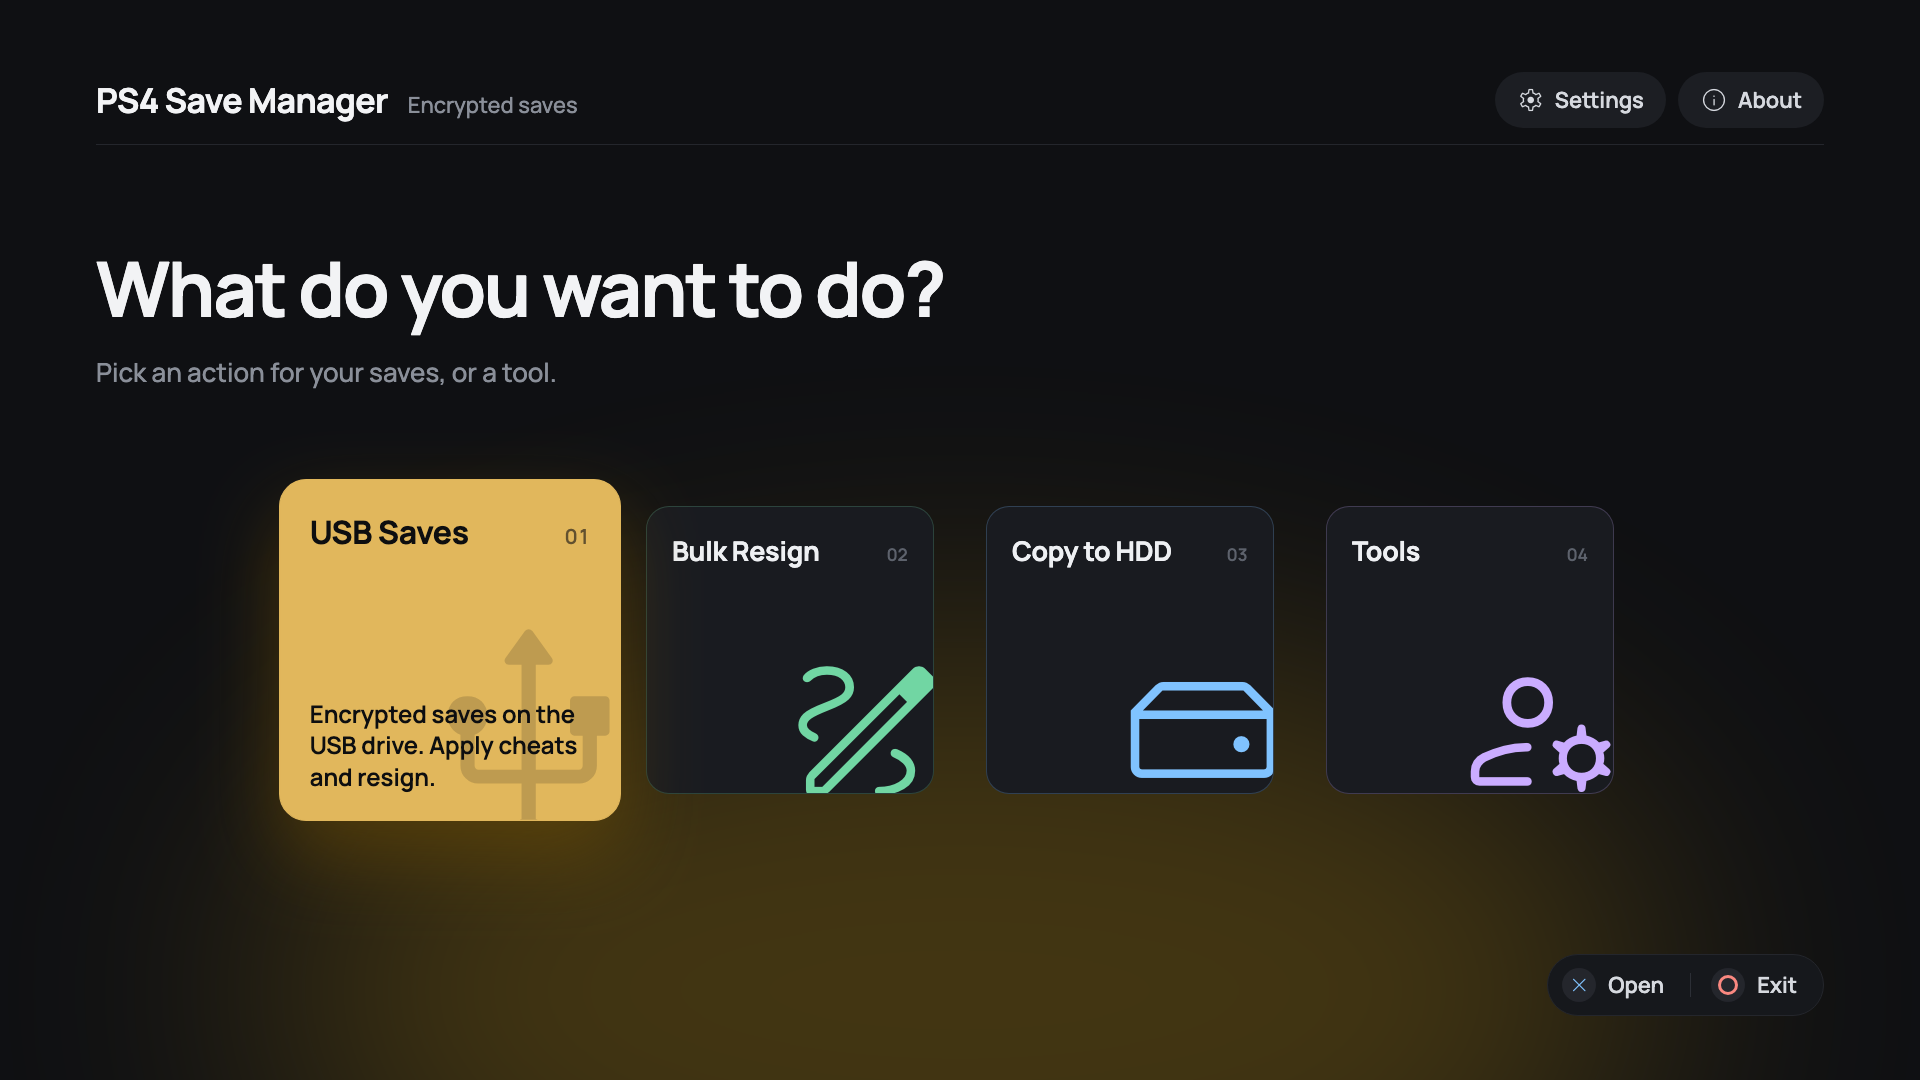 PS4 Save Manager Encrypted saves
Settings
About
What do you want to do?
Pick an action for your saves, or a tool.
USB Saves 01
Encrypted saves on the
USB drive. Apply cheats
and resign.
Bulk Resign 02
Copy to HDD 03
Tools 04
Open
Exit